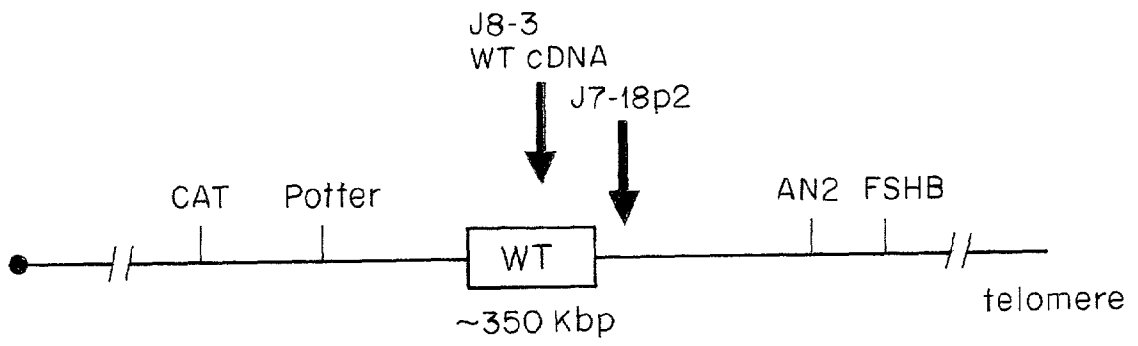 J8-3
WT cDNA
J7-18p2
CAT
Potter
AN2
FSHB
WT
telomere
~350 Kbp